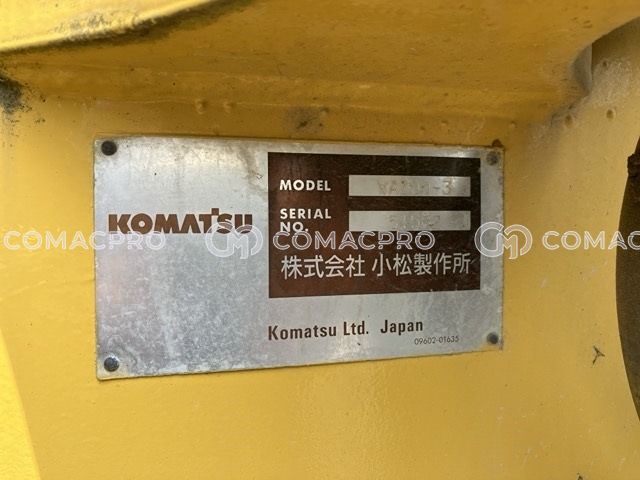 MODEL
KOMATSU
SERIAL
NO.
COMACPRO COMACPRO COMACPRO
株式会社 小松製作所
Komatsu Ltd. Japan
09602-01635